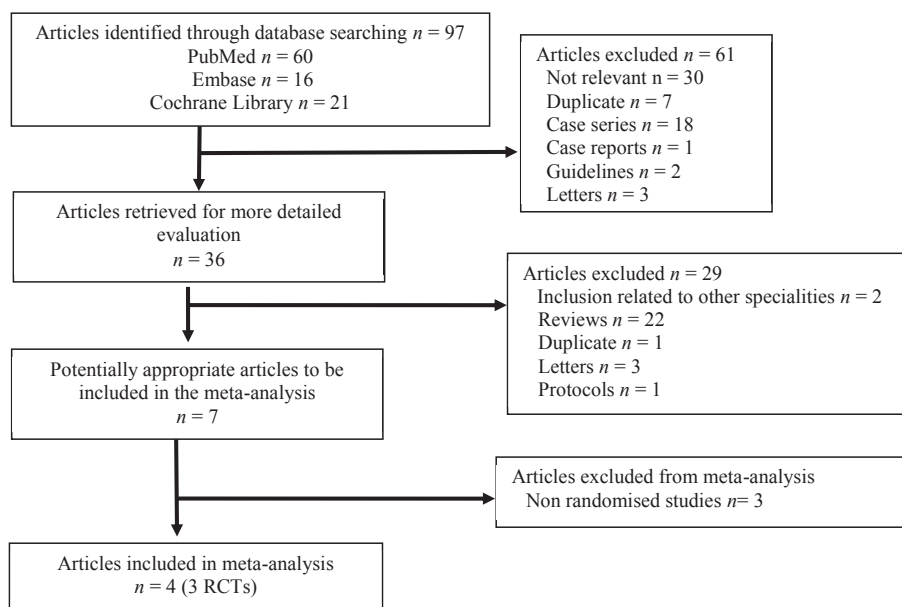 Articles identified through database searching n = 97
PubMed n = 60
Embase n = 16
Cochrane Library n = 21
Articles excluded n = 61
Not relevant n = 30
Duplicate n = 7
Case series n = 18
Case reports n = 1
Guidelines n = 2
Letters n = 3
Articles retrieved for more detailed
evaluation
n = 36
Articles excluded n = 29
Inclusion related to other specialities n = 2
Reviews n = 22
Duplicate n = 1
Letters n = 3
Protocols n = 1
Potentially appropriate articles to be
included in the meta-analysis
n = 7
Articles excluded from meta-analysis
Non randomised studies n= 3
Articles included in meta-analysis
n = 4 (3 RCTs)